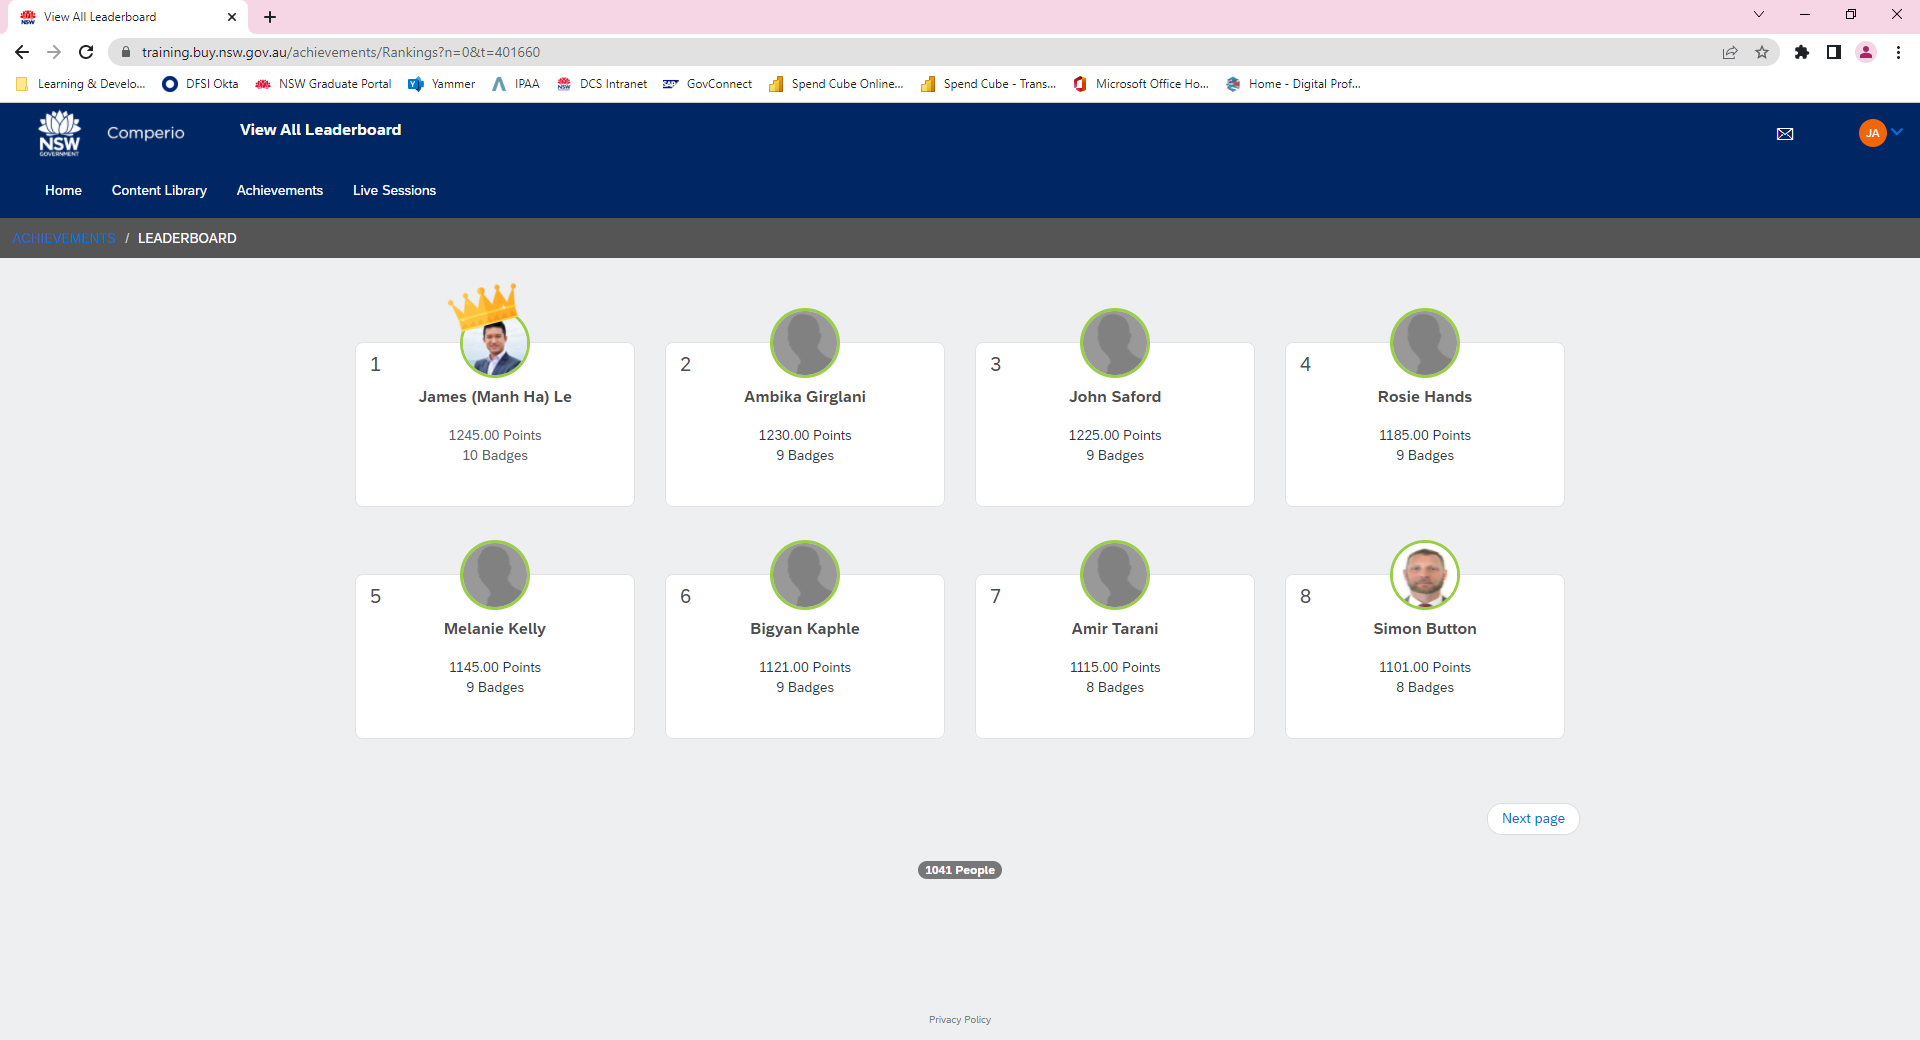 View All Leaderboard
training.buy.nsw.gov.au/achievements/Rankings?n=0&t=401660
Learning & Develo... DFSI Okta NSW Graduate Portal Yammer IPAA DCS Intranet GovConnect Spend Cube Online... Spend Cube - Trans... Microsoft Office Ho... Home - Digital Prof...
NSW
GOVERNMENT
Comperio
View All Leaderboard
JA
Home Content Library Achievements Live Sessions
ACHIEVEMENTS / LEADERBOARD
1
James (Manh Ha) Le
1245.00 Points
10 Badges
2
Ambika Girglani
1230.00 Points
9 Badges
3
John Saford
1225.00 Points
9 Badges
4
Rosie Hands
1185.00 Points
9 Badges
5
Melanie Kelly
1145.00 Points
9 Badges
6
Bigyan Kaphle
1121.00 Points
9 Badges
7
Amir Tarani
1115.00 Points
8 Badges
8
Simon Button
1101.00 Points
8 Badges
Next page
1041 People
Privacy Policy